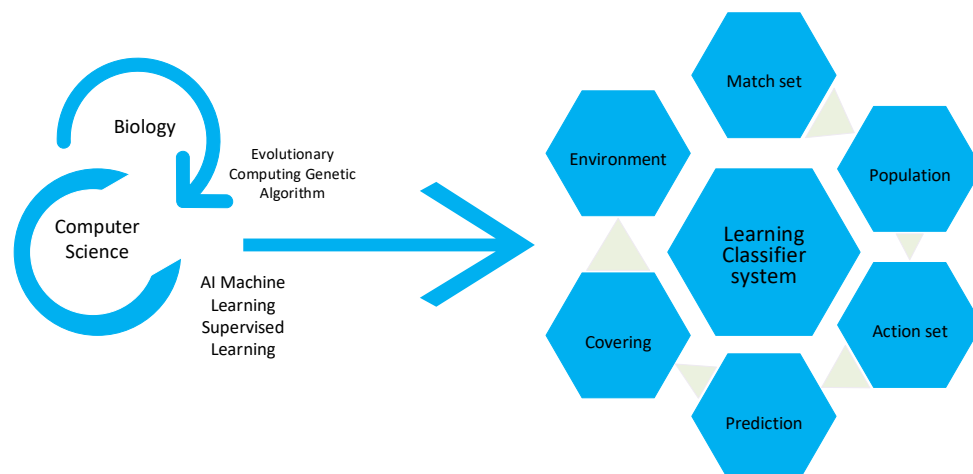 Biology
Evolutionary
Computing Genetic
Algorithm
Computer
Science
AI Machine
Learning
Supervised
Learning
Match set
Environment
Population
Learning
Classifier
system
Covering
Action set
Prediction